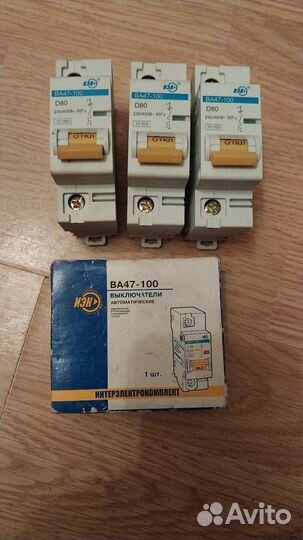 ИЭК
ВА47-100
D80
230/400В~ 50Гц
10 000
ОТКЛ
ИЭК
ВА47-100
D80
230/400В~ 50Гц
10 000
ОТКЛ
ИЭК
ВА47-100
D80
230/400В~ 50Гц
10 000
ОТКЛ
ИЭК
ВА47-100
ВЫКЛЮЧАТЕЛИ
АВТОМАТИЧЕСКИЕ
1 шт.
ИНТЕРЭЛЕКТРОКОМПЛЕКТ
Avito